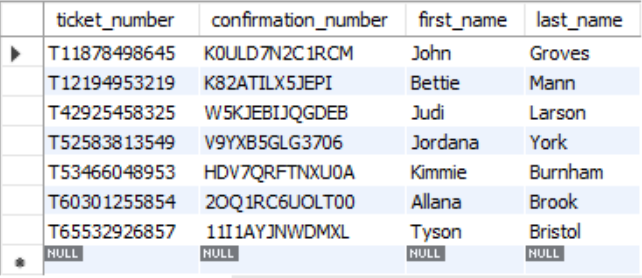 ticket_number confirmation_number first_name last_name
T11878498645 K0ULD7N2C1RCM John Groves
T12194953219 K82ATILX5JEPI Bettie Mann
T42925458325 W5KJEBIJQGDEB Judi Larson
T52583813549 V9YXB5GLG3706 Jordana York
T53466048953 HDV7QRFTNXU0A Kimmie Burnham
T60301255854 2OQ1RC6UOLT00 Allana Brook
T65532926857 11I1AYJNWDMXL Tyson Bristol
NULL NULL NULL NULL